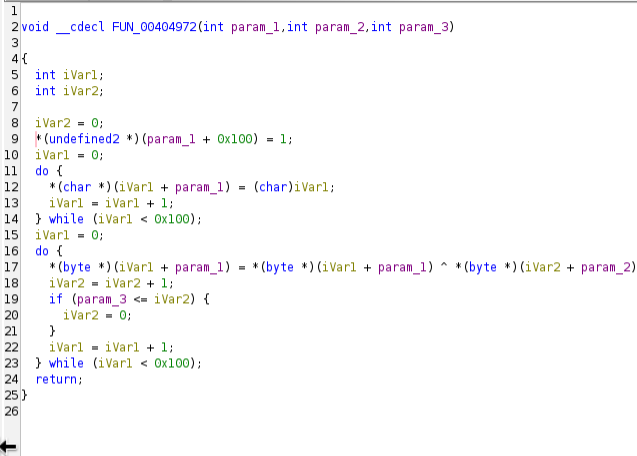 1
2 void __cdecl FUN_00404972(int param_1,int param_2,int param_3)
3
4 {
5   int iVar1;
6   int iVar2;
7
8   iVar2 = 0;
9   *(undefined2 *)(param_1 + 0x100) = 1;
10   iVar1 = 0;
11   do {
12     *(char *)(iVar1 + param_1) = (char)iVar1;
13     iVar1 = iVar1 + 1;
14   } while (iVar1 < 0x100);
15   iVar1 = 0;
16   do {
17     *(byte *)(iVar1 + param_1) = *(byte *)(iVar1 + param_1) ^ *(byte *)(iVar2 + param_2)
18     iVar2 = iVar2 + 1;
19     if (param_3 <= iVar2) {
20       iVar2 = 0;
21     }
22     iVar1 = iVar1 + 1;
23   } while (iVar1 < 0x100);
24   return;
25 }
26